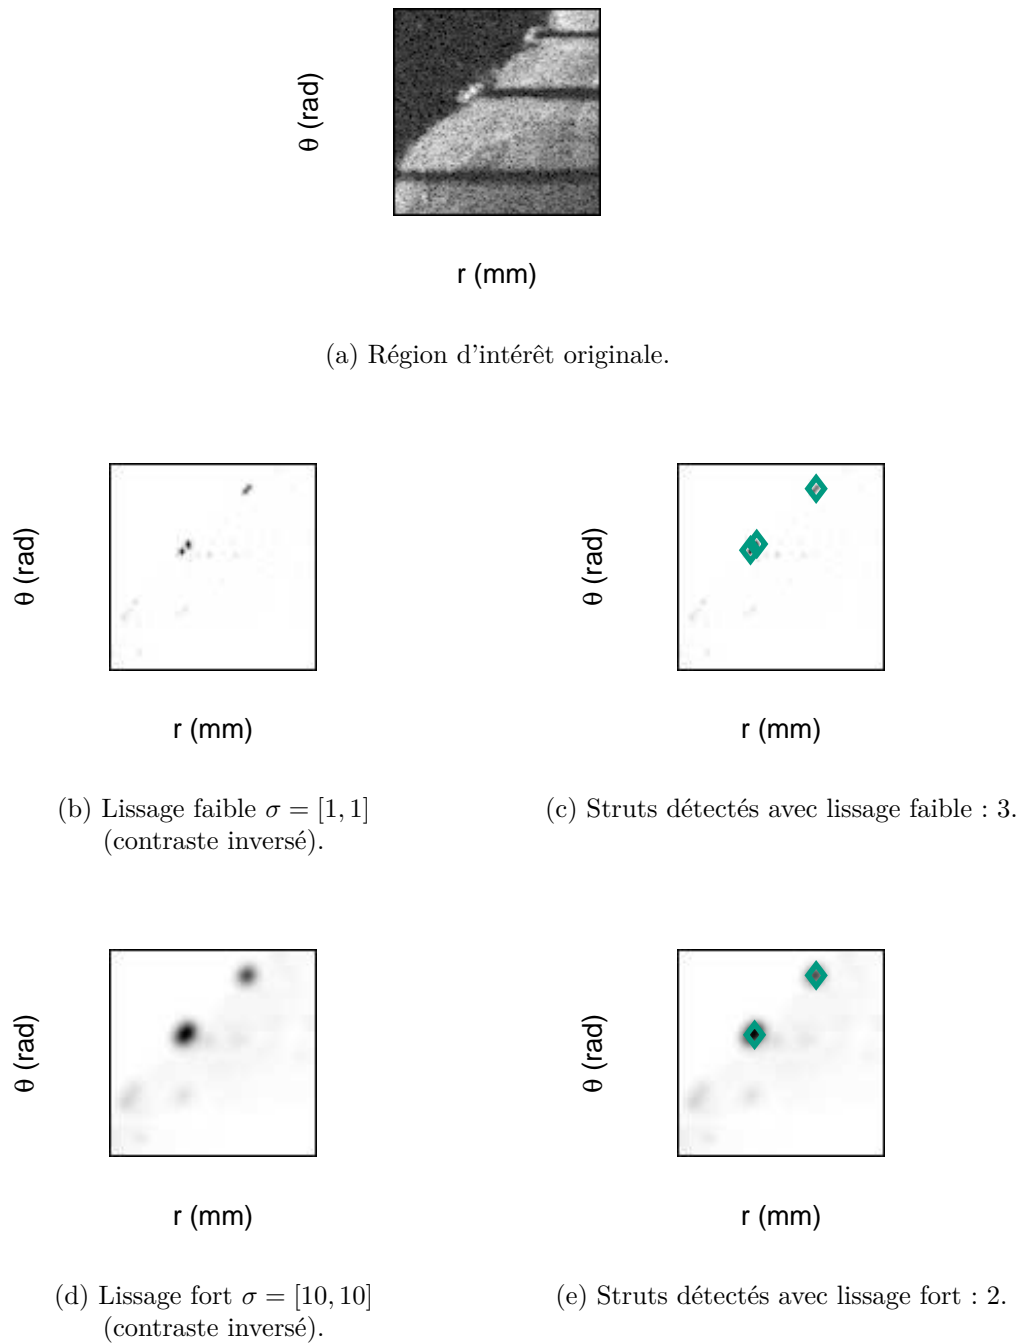 θ (rad)
r (mm)
(a) Région d'intérêt originale.
θ (rad)
r (mm)
(b) Lissage faible σ = [1, 1]
(contraste inversé).
θ (rad)
r (mm)
(c) Struts détectés avec lissage faible : 3.
θ (rad)
r (mm)
(d) Lissage fort σ = [10, 10]
(contraste inversé).
θ (rad)
r (mm)
(e) Struts détectés avec lissage fort : 2.